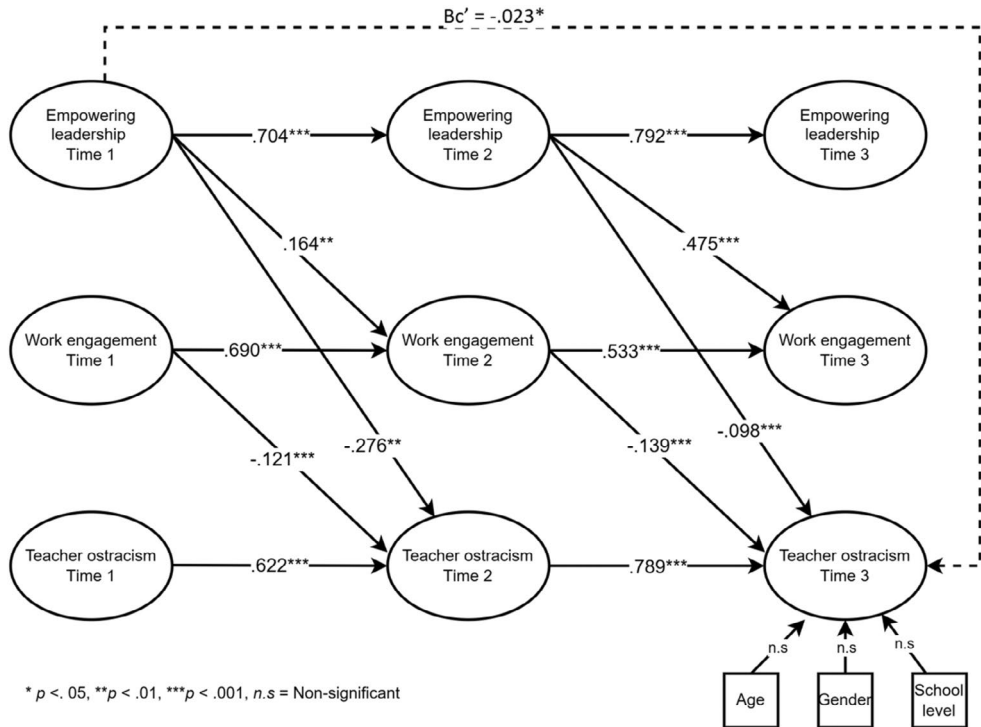 Bc' = -.023*
Empowering
leadership
Time 1
.704***
Empowering
leadership
Time 2
.792***
Empowering
leadership
Time 3
.164**
.475***
Work engagement
Time 1
.690***
Work engagement
Time 2
.533***
Work engagement
Time 3
-.121***
-.276**
-.139***
-.098***
Teacher ostracism
Time 1
.622***
Teacher ostracism
Time 2
.789***
Teacher ostracism
Time 3
n.s
n.s
n.s
Age
Gender
School
level
* p <. 05, **p < .01, ***p < .001, n.s = Non-significant